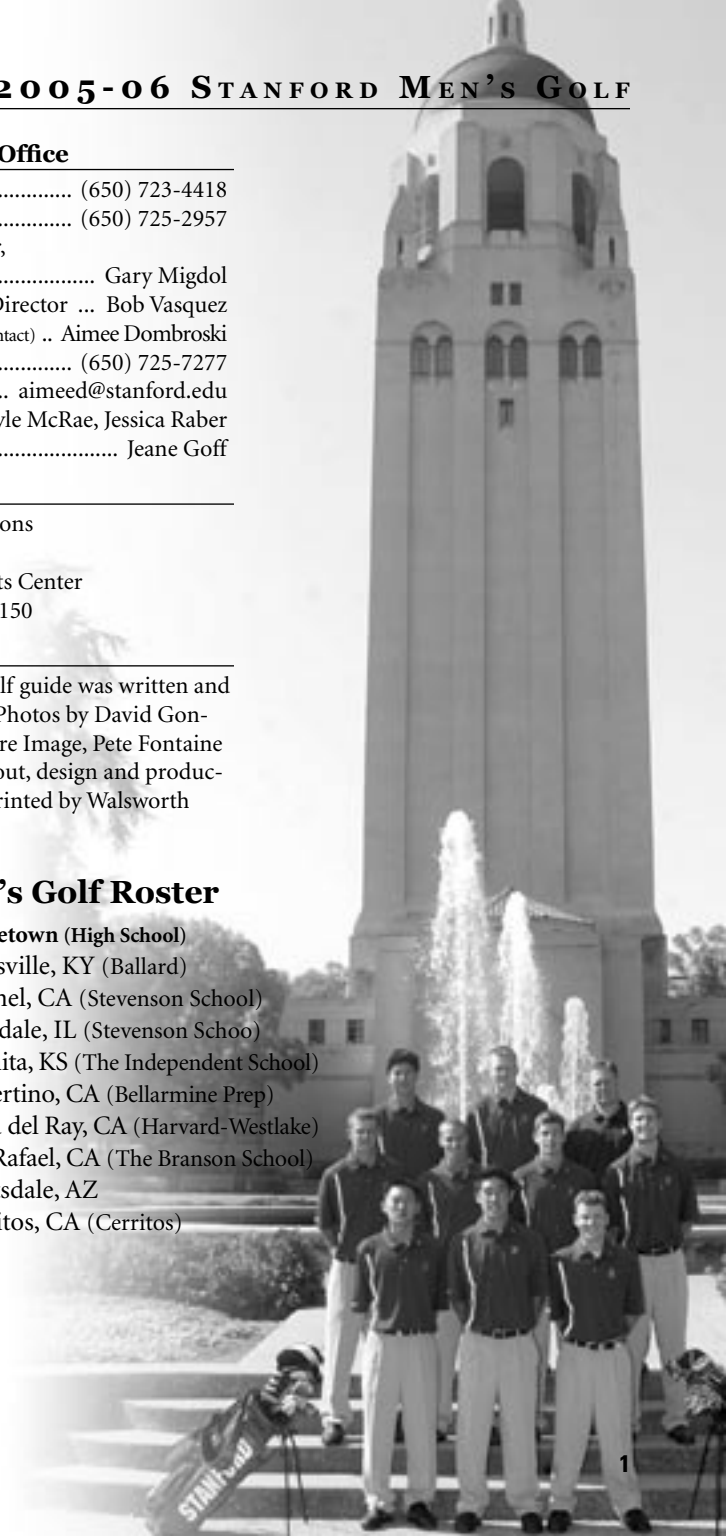 2005-06 Stanford Men's Golf
Office
............. (650) 723-4418
............. (650) 725-2957
.................. Gary Migdol
Director ... Bob Vasquez
.. Aimee Dombroski
............. (650) 725-7277
.. aimeed@stanford.edu
McRae, Jessica Raber
...................... Jeane Goff
ons
ts Center
150
lf guide was written and
Photos by David Gon-
re Image, Pete Fontaine
out, design and produc-
rinted by Walsworth
's Golf Roster
etown (High School)
sville, KY (Ballard)
nel, CA (Stevenson School)
dale, IL (Stevenson Schoo)
ita, KS (The Independent School)
ertino, CA (Bellarmine Prep)
del Ray, CA (Harvard-Westlake)
Rafael, CA (The Branson School)
sdale, AZ
itos, CA (Cerritos)
STANFORD
1